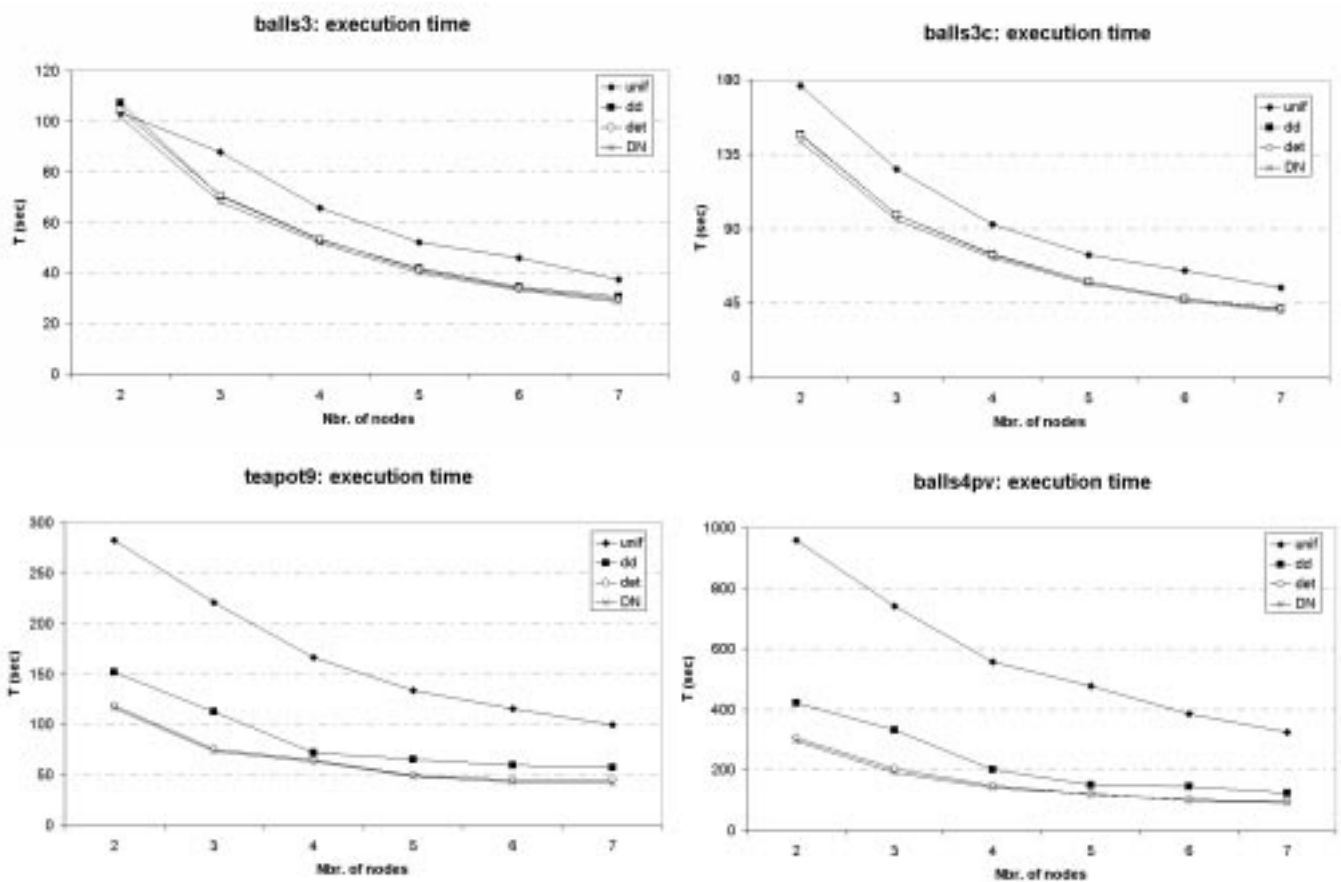 balls3: execution time
120
100
80
60
40
20
0
T (sec)
unif
dd
det
DN
2 3 4 5 6 7
Nbr. of nodes
balls3c: execution time
180
135
90
45
0
T (sec)
unif
dd
det
DN
2 3 4 5 6 7
Nbr. of nodes
teapot9: execution time
300
250
200
150
100
50
0
T (sec)
unif
dd
det
DN
2 3 4 5 6 7
Nbr. of nodes
balls4pv: execution time
1000
800
600
400
200
0
T (sec)
unif
dd
det
DN
2 3 4 5 6 7
Nbr. of nodes